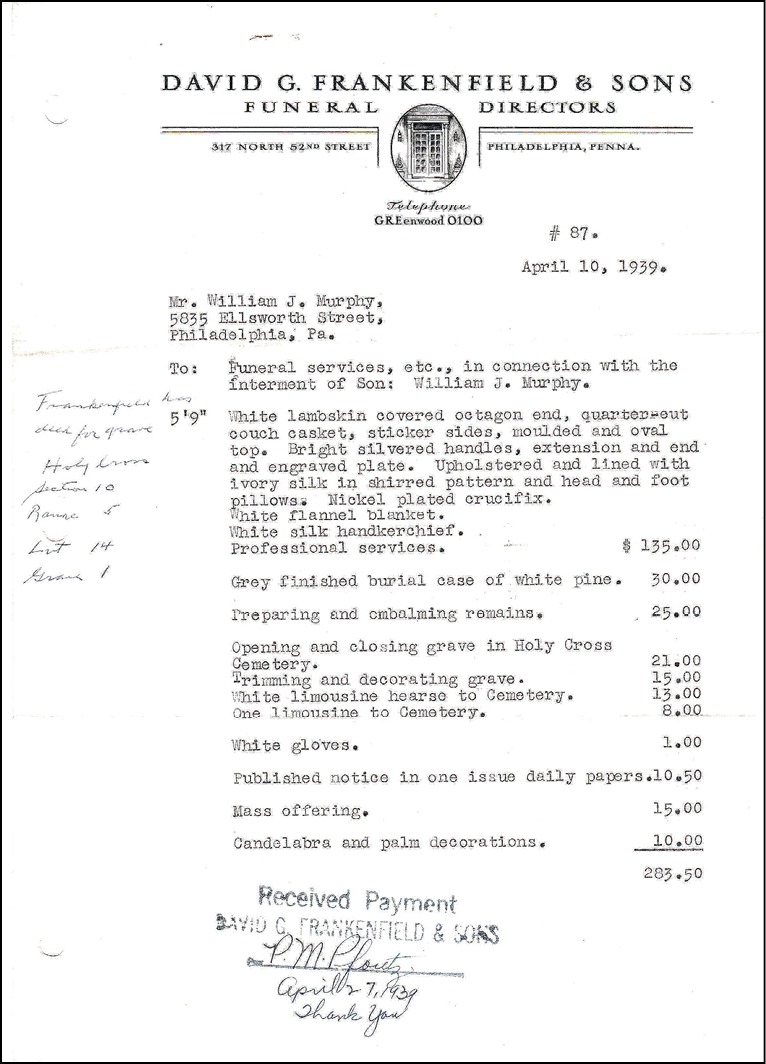 DAVID G. FRANKENFIELD & SONS
FUNERAL DIRECTORS
317 NORTH 52ND STREET
PHILADELPHIA, PENNA.
Telephone
GREenwood 0100
# 87.
April 10, 1939.
Mr. William J. Murphy,
5835 Ellsworth Street,
Philadelphia, Pa.
To: Funeral services, etc., in connection with the
interment of Son: William J. Murphy.
Frankenfield has
deed for grave
Holy Cross
Section 10
Range 5
Lot 14
Grave 1
5'9" White lambskin covered octagon end, quarter-cut
couch casket, sticker sides, moulded and oval
top. Bright silvered handles, extension and end
and engraved plate. Upholstered and lined with
ivory silk in shirred pattern and head and foot
pillows. Nickel plated crucifix.
White flannel blanket.
White silk handkerchief.
Professional services. $ 135.00
Grey finished burial case of white pine. 30.00
Preparing and embalming remains. 25.00
Opening and closing grave in Holy Cross
Cemetery. 21.00
Trimming and decorating grave. 15.00
White limousine hearse to Cemetery. 13.00
One limousine to Cemetery. 8.00
White gloves. 1.00
Published notice in one issue daily papers. 10.50
Mass offering. 15.00
Candelabra and palm decorations. 10.00
283.50
Received Payment
DAVID G. FRANKENFIELD & SONS
P. M. Pfoutz
April 27, 1939
Thank You